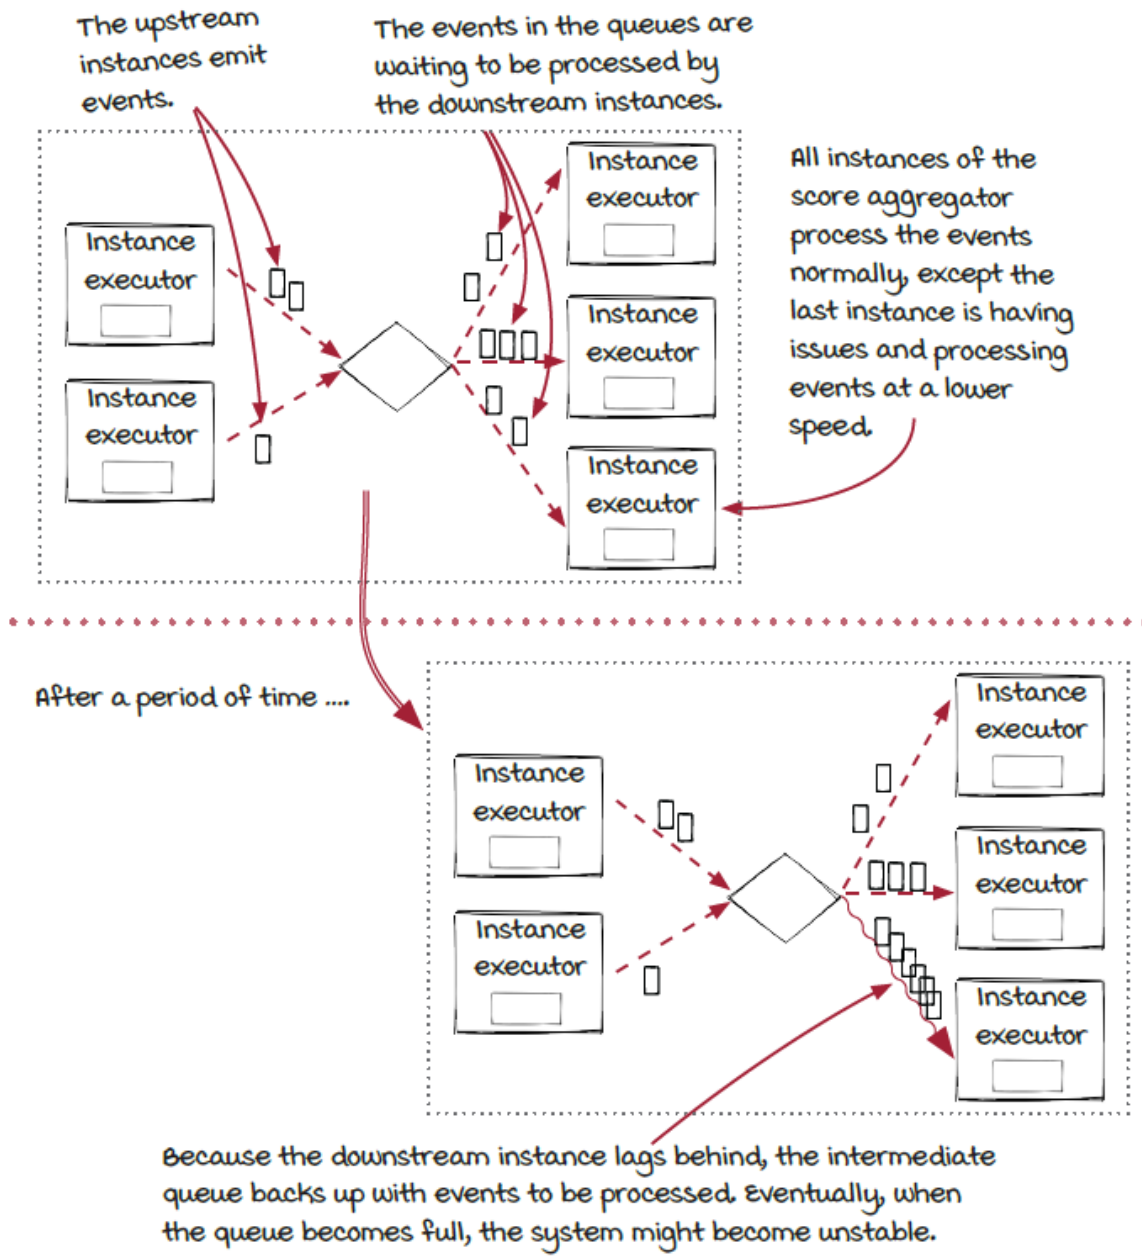 The upstream
instances emit
events.
The events in the queues are
waiting to be processed by
the downstream instances.
Instance
executor
Instance
executor
Instance
executor
Instance
executor
Instance
executor
All instances of the
score aggregator
process the events
normally, except the
last instance is having
issues and processing
events at a lower
speed.
After a period of time ....
Instance
executor
Instance
executor
Instance
executor
Instance
executor
Instance
executor
Because the downstream instance lags behind, the intermediate
queue backs up with events to be processed. Eventually, when
the queue becomes full, the system might become unstable.